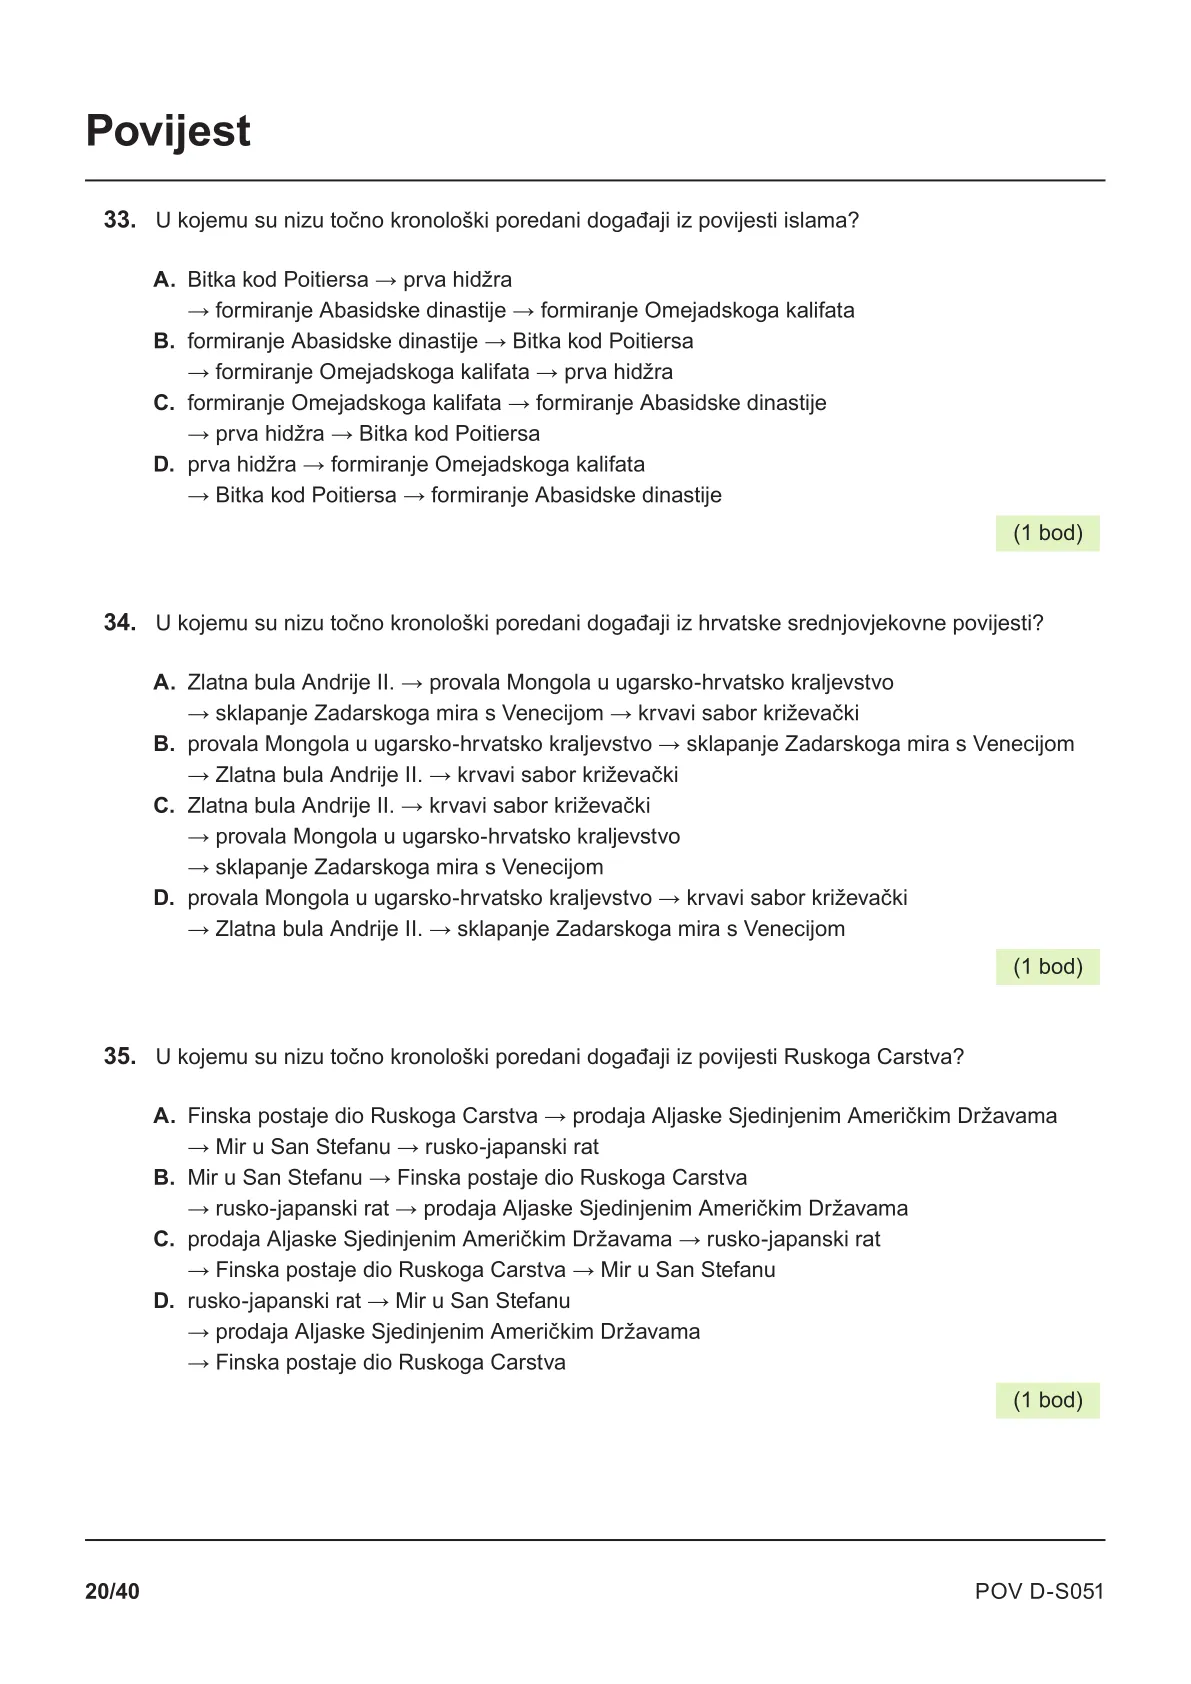 Povijest
33. U kojemu su nizu točno kronološki poredani događaji iz povijesti islama?
A. Bitka kod Poitiersa → prva hidžra
→ formiranje Abasidske dinastije → formiranje Omejadskoga kalifata
B. formiranje Abasidske dinastije → Bitka kod Poitiersa
→ formiranje Omejadskoga kalifata → prva hidžra
C. formiranje Omejadskoga kalifata → formiranje Abasidske dinastije
→ prva hidžra → Bitka kod Poitiersa
D. prva hidžra → formiranje Omejadskoga kalifata
→ Bitka kod Poitiersa → formiranje Abasidske dinastije
(1 bod)
34. U kojemu su nizu točno kronološki poredani događaji iz hrvatske srednjovjekovne povijesti?
A. Zlatna bula Andrije II. → provala Mongola u ugarsko-hrvatsko kraljevstvo
→ sklapanje Zadarskoga mira s Venecijom → krvavi sabor križevački
B. provala Mongola u ugarsko-hrvatsko kraljevstvo → sklapanje Zadarskoga mira s Venecijom
→ Zlatna bula Andrije II. → krvavi sabor križevački
C. Zlatna bula Andrije II. → krvavi sabor križevački
→ provala Mongola u ugarsko-hrvatsko kraljevstvo
→ sklapanje Zadarskoga mira s Venecijom
D. provala Mongola u ugarsko-hrvatsko kraljevstvo → krvavi sabor križevački
→ Zlatna bula Andrije II. → sklapanje Zadarskoga mira s Venecijom
(1 bod)
35. U kojemu su nizu točno kronološki poredani događaji iz povijesti Ruskoga Carstva?
A. Finska postaje dio Ruskoga Carstva → prodaja Aljaske Sjedinjenim Američkim Državama
→ Mir u San Stefanu → rusko-japanski rat
B. Mir u San Stefanu → Finska postaje dio Ruskoga Carstva
→ rusko-japanski rat → prodaja Aljaske Sjedinjenim Američkim Državama
C. prodaja Aljaske Sjedinjenim Američkim Državama → rusko-japanski rat
→ Finska postaje dio Ruskoga Carstva → Mir u San Stefanu
D. rusko-japanski rat → Mir u San Stefanu
→ prodaja Aljaske Sjedinjenim Američkim Državama
→ Finska postaje dio Ruskoga Carstva
(1 bod)
20/40 POV D-S051